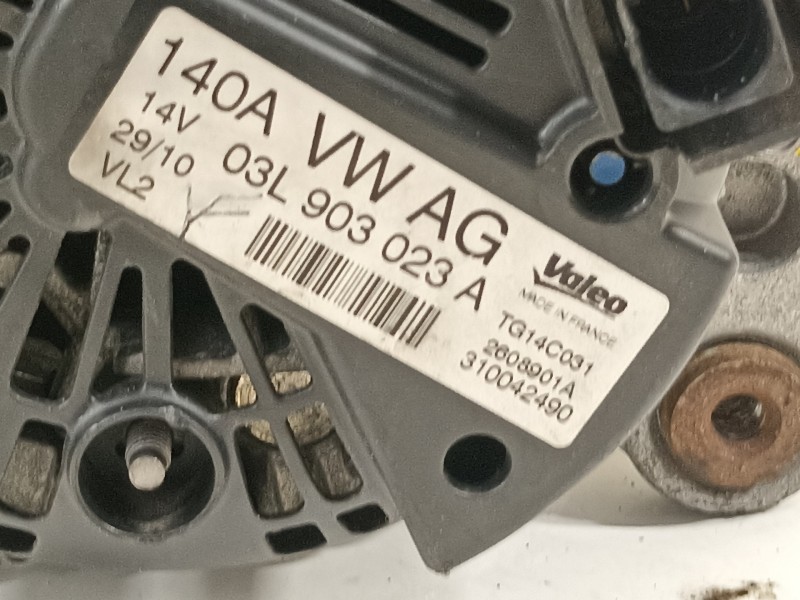 140A VW AG
14V 03L 903 023 A
29/10
VL2
Valeo
MADE IN FRANCE
TG14C031
2608901A
310042490